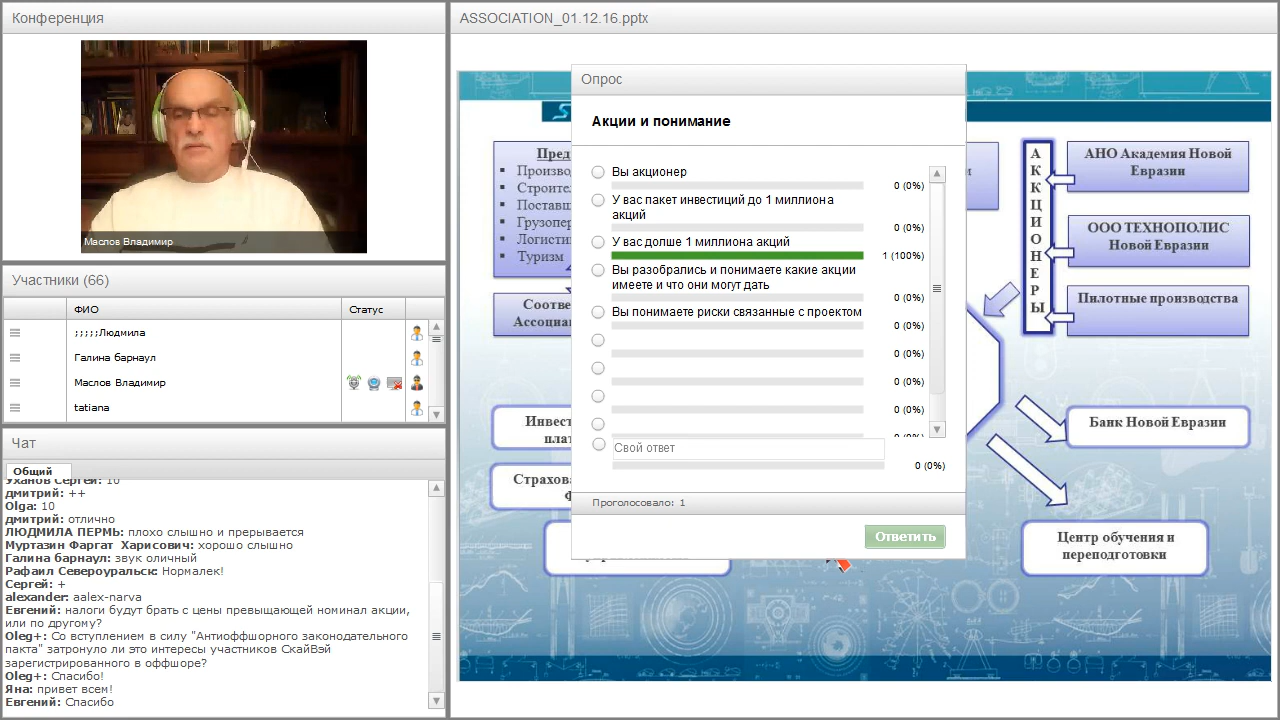 Конференция
Маслов Владимир
Участники (66)
ФИО
Статус
;;;;;Людмила
Галина барнаул
Маслов Владимир
tatiana
Чат
Общий
Уханов Сергей: 10
дмитрий: ++
Olga: 10
дмитрий: отлично
ЛЮДМИЛА ПЕРМЬ: плохо слышно и прерывается
Муртазин Фаргат Харисович: хорошо слышно
Галина барнаул: звук оличный
Рафаил Североуральск: Нормалек!
Сергей: +
alexander: aalex-narva
Евгений: налоги будут брать с цены превыщающей номинал акции,
или по другому?
Oleg+: Со вступлением в силу "Антиоффшорного законодательного
пакта" затронуло ли это интересы участников СкайВэй
зарегистрированного в оффшоре?
Oleg+: Спасибо!
Яна: привет всем!
Евгений: Спасибо
ASSOCIATION_01.12.16.pptx
Опрос
Акции и понимание
Вы акционер
0 (0%)
У вас пакет инвестиций до 1 миллиона
акций
0 (0%)
У вас долше 1 миллиона акций
1 (100%)
Вы разобрались и понимаете какие акции
имеете и что они могут дать
0 (0%)
Вы понимаете риски связанные с проектом
0 (0%)
0 (0%)
0 (0%)
0 (0%)
0 (0%)
Свой ответ
0 (0%)
Проголосовало: 1
Ответить
АККЦИОНЕРЫ
АНО Академия Новой
Евразии
ООО ТЕХНОПОЛИС
Новой Евразии
Пилотные производства
Банк Новой Евразии
Центр обучения и
переподготовки